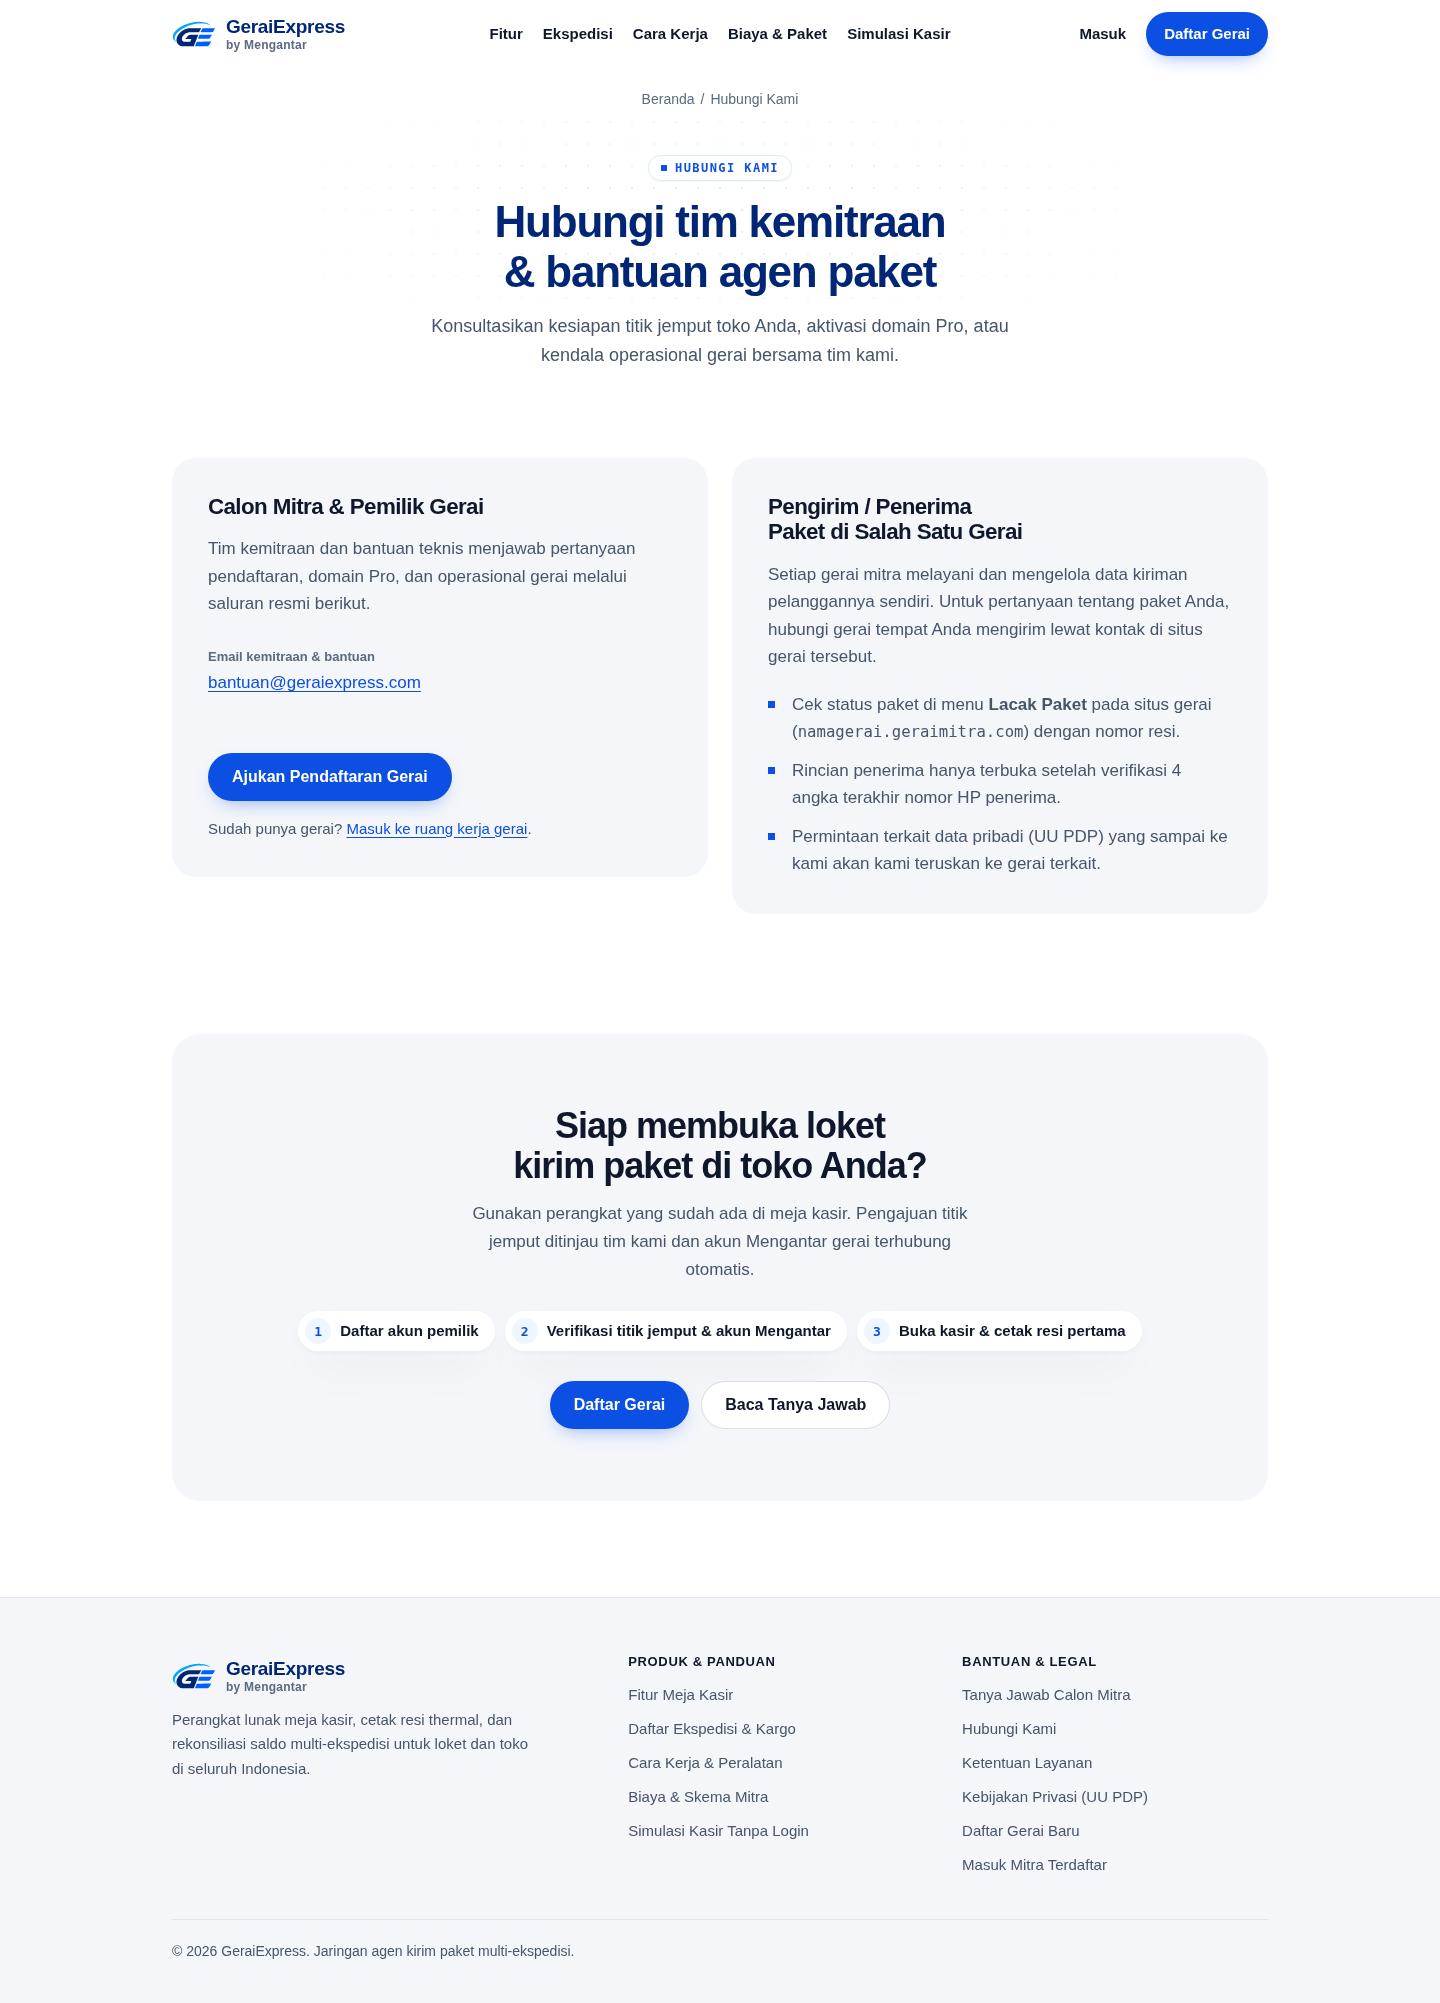 GeraiExpress
by Mengantar
Fitur
Ekspedisi
Cara Kerja
Biaya & Paket
Simulasi Kasir
Masuk
Daftar Gerai
Beranda / Hubungi Kami
HUBUNGI KAMI
Hubungi tim kemitraan
& bantuan agen paket
Konsultasikan kesiapan titik jemput toko Anda, aktivasi domain Pro, atau
kendala operasional gerai bersama tim kami.
Calon Mitra & Pemilik Gerai
Tim kemitraan dan bantuan teknis menjawab pertanyaan
pendaftaran, domain Pro, dan operasional gerai melalui
saluran resmi berikut.
Email kemitraan & bantuan
bantuan@geraiexpress.com
Ajukan Pendaftaran Gerai
Sudah punya gerai? Masuk ke ruang kerja gerai.
Pengirim / Penerima
Paket di Salah Satu Gerai
Setiap gerai mitra melayani dan mengelola data kiriman
pelanggannya sendiri. Untuk pertanyaan tentang paket Anda,
hubungi gerai tempat Anda mengirim lewat kontak di situs
gerai tersebut.
Cek status paket di menu Lacak Paket pada situs gerai
(namagerai.geraimitra.com) dengan nomor resi.
Rincian penerima hanya terbuka setelah verifikasi 4
angka terakhir nomor HP penerima.
Permintaan terkait data pribadi (UU PDP) yang sampai ke
kami akan kami teruskan ke gerai terkait.
Siap membuka loket
kirim paket di toko Anda?
Gunakan perangkat yang sudah ada di meja kasir. Pengajuan titik
jemput ditinjau tim kami dan akun Mengantar gerai terhubung
otomatis.
1 Daftar akun pemilik
2 Verifikasi titik jemput & akun Mengantar
3 Buka kasir & cetak resi pertama
Daftar Gerai
Baca Tanya Jawab
GeraiExpress
by Mengantar
Perangkat lunak meja kasir, cetak resi thermal, dan
rekonsiliasi saldo multi-ekspedisi untuk loket dan toko
di seluruh Indonesia.
PRODUK & PANDUAN
Fitur Meja Kasir
Daftar Ekspedisi & Kargo
Cara Kerja & Peralatan
Biaya & Skema Mitra
Simulasi Kasir Tanpa Login
BANTUAN & LEGAL
Tanya Jawab Calon Mitra
Hubungi Kami
Ketentuan Layanan
Kebijakan Privasi (UU PDP)
Daftar Gerai Baru
Masuk Mitra Terdaftar
© 2026 GeraiExpress. Jaringan agen kirim paket multi-ekspedisi.